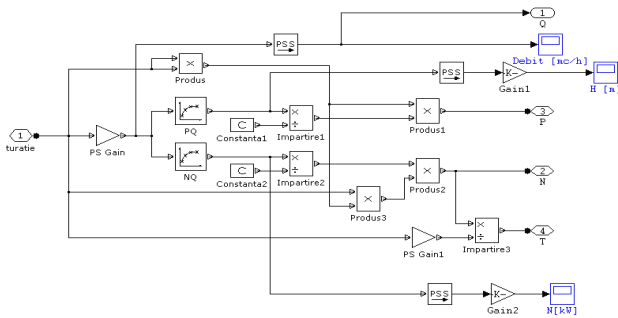 1
Q
PSS
Debit [mc/h]
Produs
PSS
K-
Gain1
H [m]
PQ
C
Constanta1
Impartire1
Produs1
3
P
1
turatie
PS Gain
NQ
C
Constanta2
Impartire2
Produs2
2
N
Produs3
PS Gain1
Impartire3
4
T
PSS
K-
Gain2
N[kW]